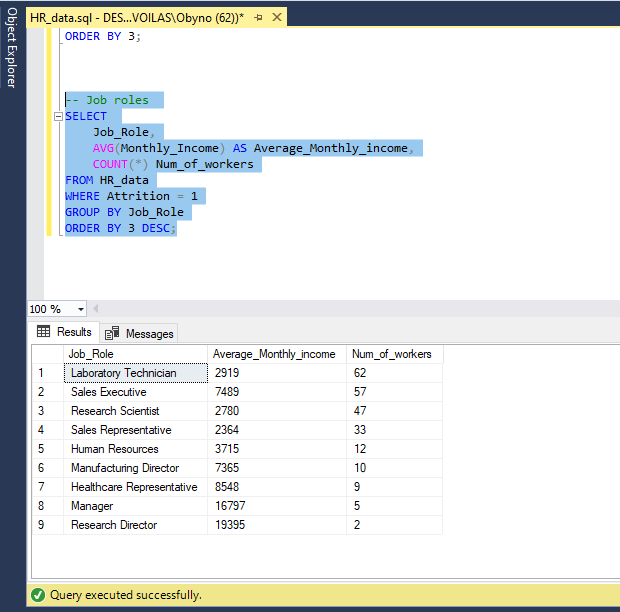 Object Explorer
HR_data.sql - DES...VOILAS\Obyno (62))*
ORDER BY 3;
-- Job roles
SELECT
Job_Role,
AVG(Monthly_Income) AS Average_Monthly_income,
COUNT(*) Num_of_workers
FROM HR_data
WHERE Attrition = 1
GROUP BY Job_Role
ORDER BY 3 DESC;
100 %
Results Messages
Job_Role Average_Monthly_income Num_of_workers
1 Laboratory Technician 2919 62
2 Sales Executive 7489 57
3 Research Scientist 2780 47
4 Sales Representative 2364 33
5 Human Resources 3715 12
6 Manufacturing Director 7365 10
7 Healthcare Representative 8548 9
8 Manager 16797 5
9 Research Director 19395 2
Query executed successfully.